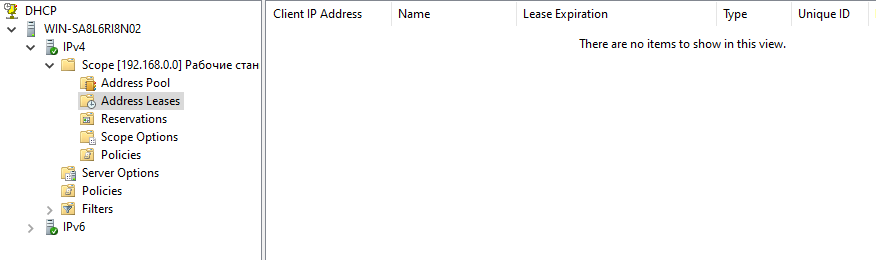 DHCP
WIN-SA8L6RI8N02
IPv4
Scope [192.168.0.0] Рабочие стан
Address Pool
Address Leases
Reservations
Scope Options
Policies
Server Options
Policies
Filters
IPv6
Client IP Address Name Lease Expiration Type Unique ID
There are no items to show in this view.